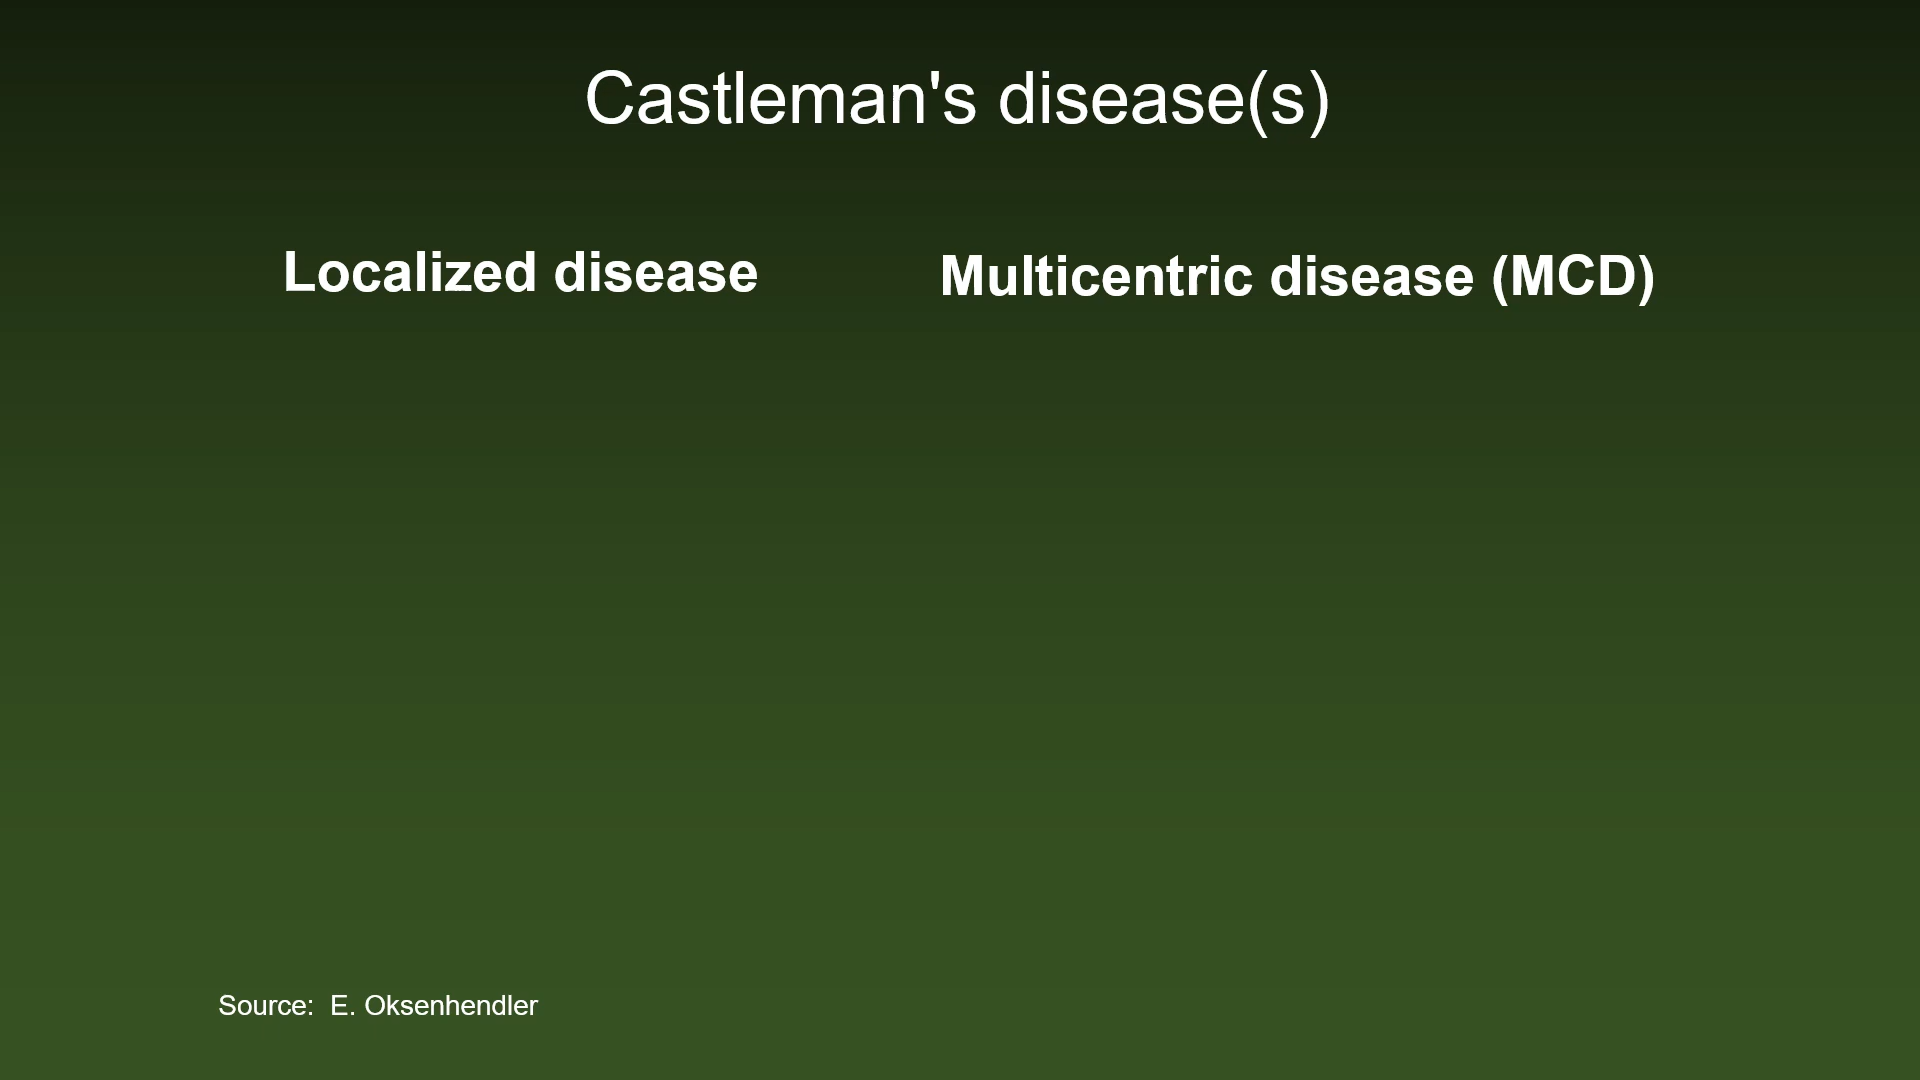 Castleman's disease(s)
Localized disease
Multicentric disease (MCD)
Source:  E. Oksenhendler